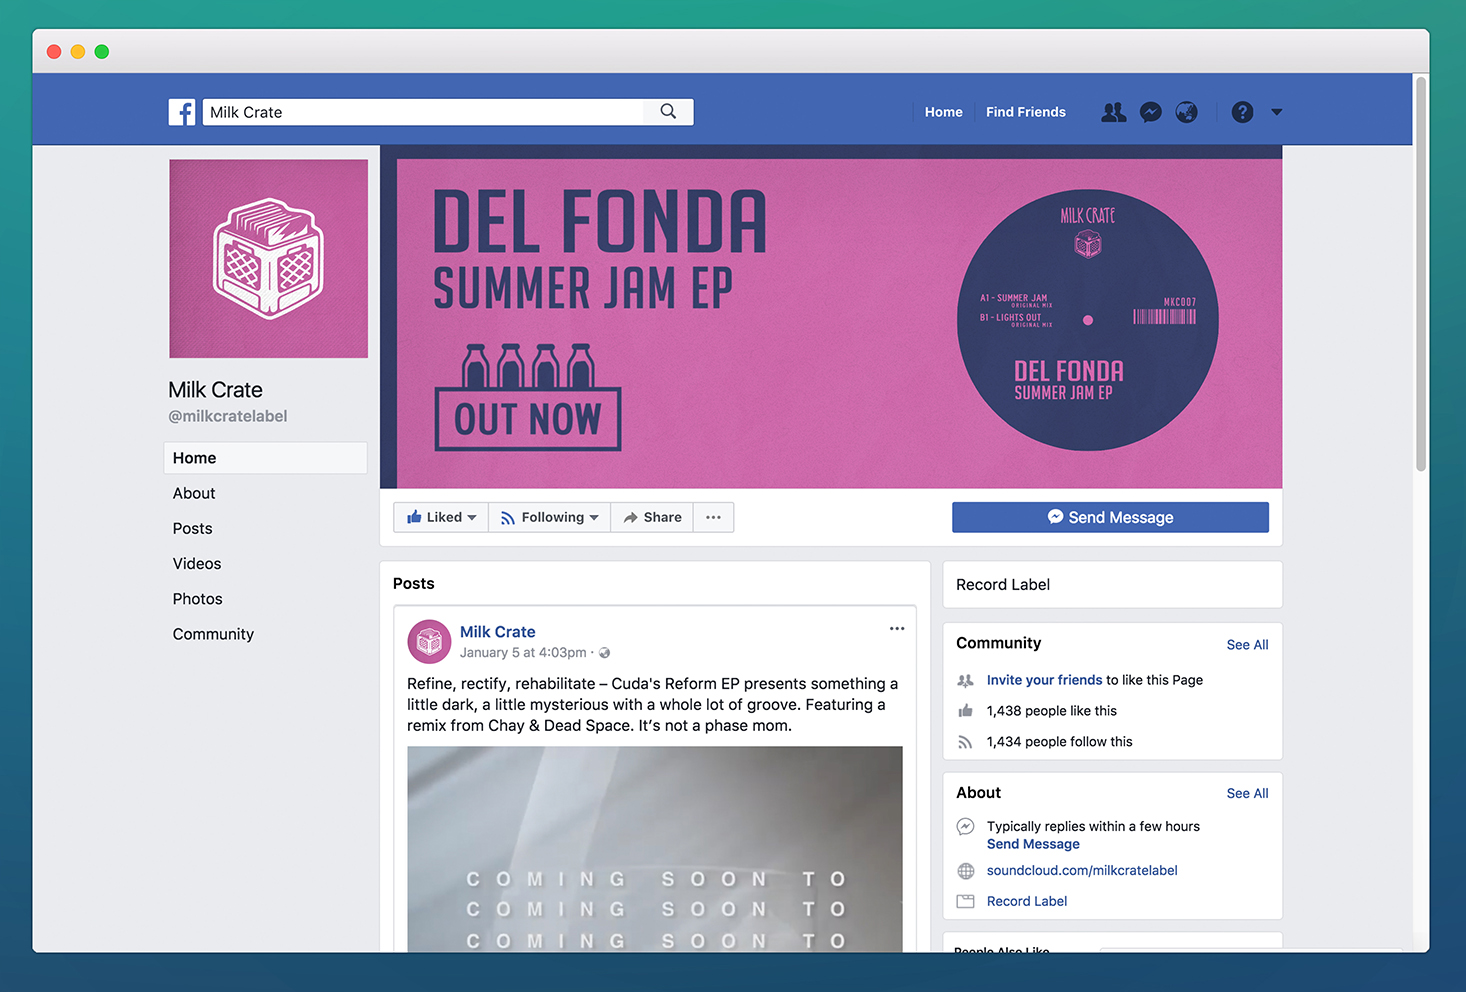 Milk Crate
Home
Find Friends
DEL FONDA
SUMMER JAM EP
OUT NOW
MILK CRATE
A1 - SUMMER JAM
ORIGINAL MIX
B1 - LIGHTS OUT
ORIGINAL MIX
MKC007
DEL FONDA
SUMMER JAM EP
Milk Crate
@milkcratelabel
Home
About
Posts
Videos
Photos
Community
Liked
Following
Share
Send Message
Posts
Milk Crate
January 5 at 4:03pm ·
Refine, rectify, rehabilitate – Cuda's Reform EP presents something a
little dark, a little mysterious with a whole lot of groove. Featuring a
remix from Chay & Dead Space. It’s not a phase mom.
COMING SOON TO
COMING SOON TO
COMING SOON TO
Record Label
Community
See All
Invite your friends to like this Page
1,438 people like this
1,434 people follow this
About
See All
Typically replies within a few hours
Send Message
soundcloud.com/milkcratelabel
Record Label
People Also Like